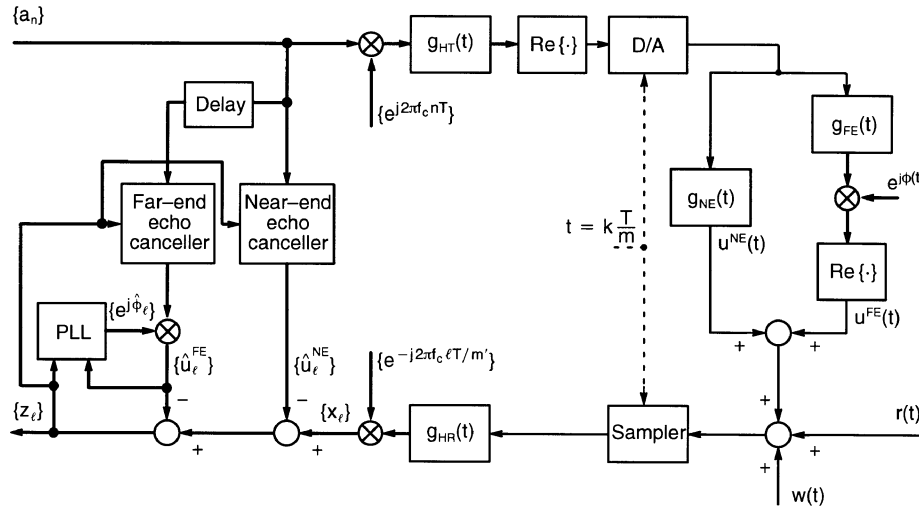 {aₙ}
g_HT(t)
Re{·}
D/A
Delay
{e^{j2πf_c nT}}
g_FE(t)
e^{jϕ(t}
Far–end
echo
canceller
Near–end
echo
canceller
g_NE(t)
t = k T/m
u^NE(t)
Re{·}
u^FE(t)
PLL
{e^{jϕ̂_ℓ}}
{û_ℓ^FE}
{û_ℓ^NE}
{e^{−j2πf_c ℓT/m′}}
+ +
− −
{z_ℓ}
{x_ℓ}
g_HR(t)
Sampler
+
r(t)
+ + + +
w(t)
+